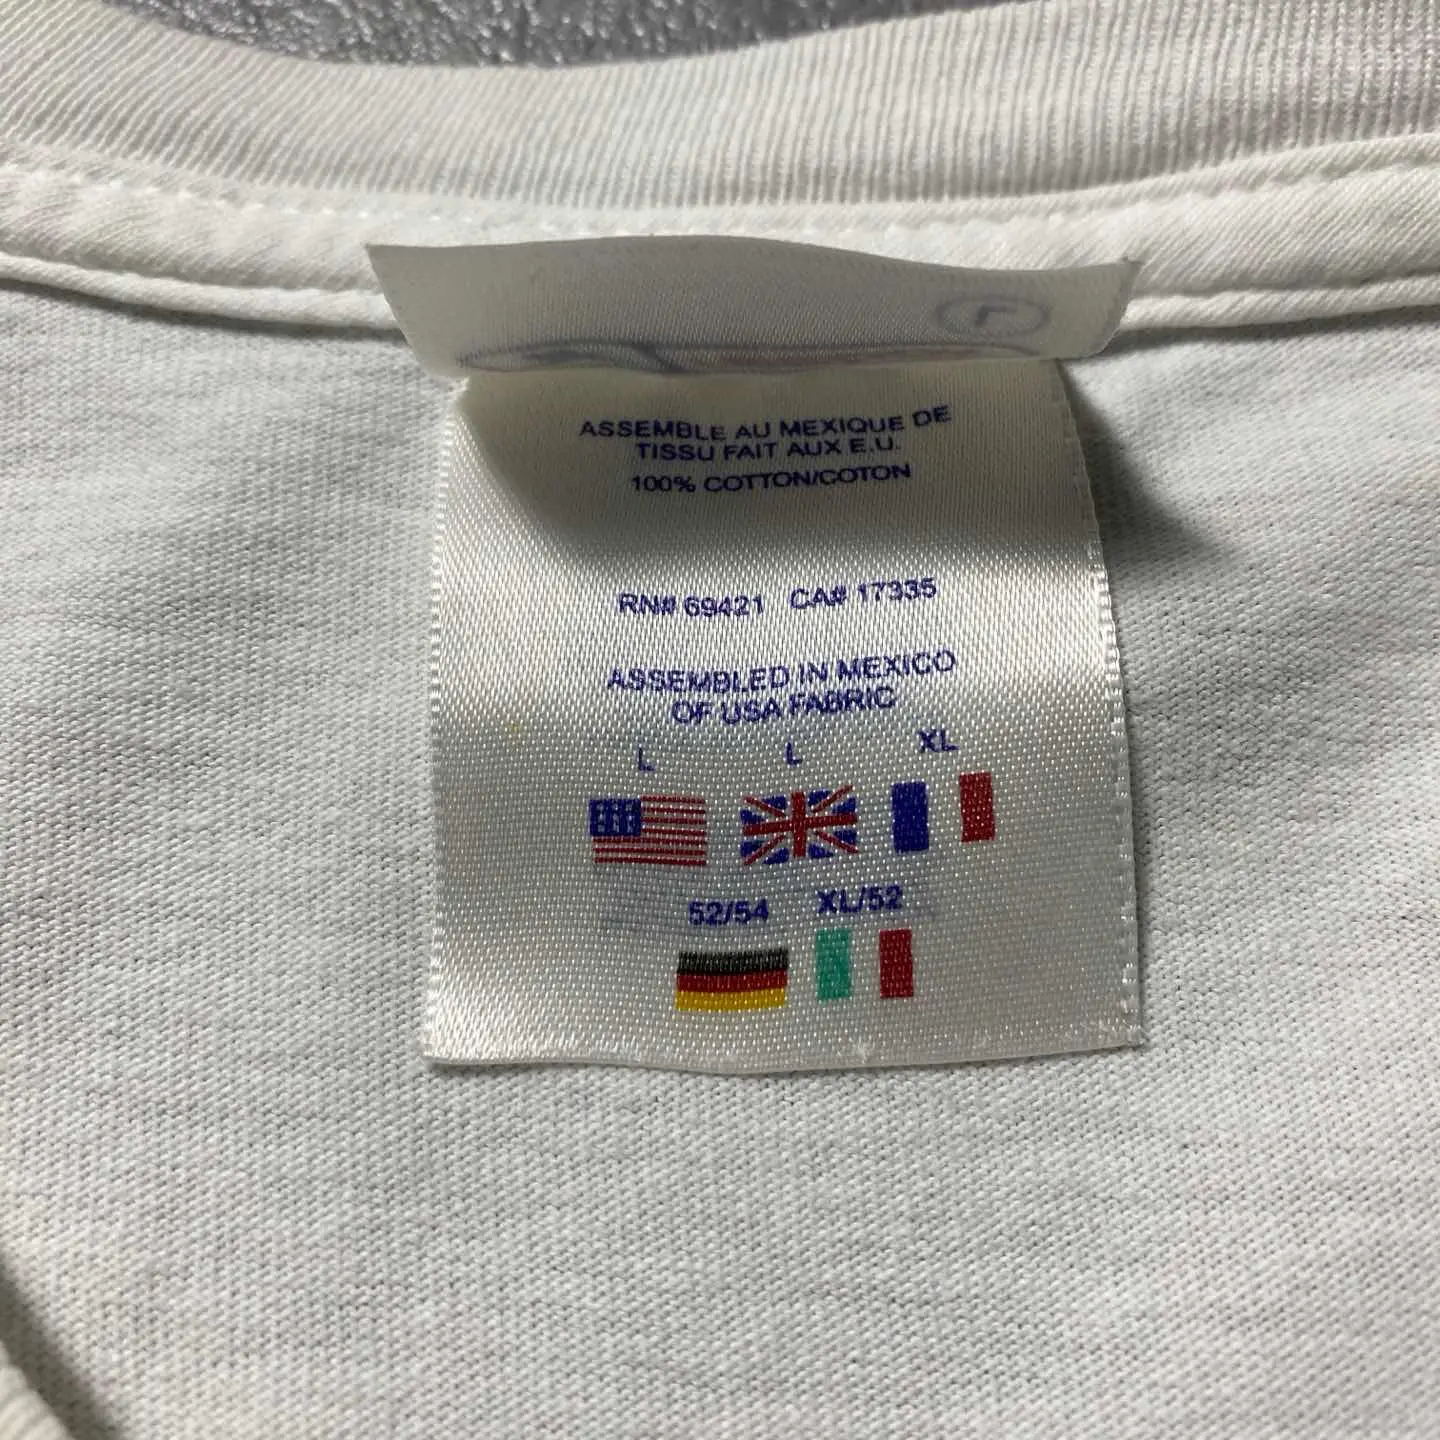 ASSEMBLE AU MEXIQUE DE
TISSU FAIT AUX E.U.
100% COTTON/COTON
RN# 69421 CA# 17335
ASSEMBLED IN MEXICO
OF USA FABRIC
L L XL
52/54 XL/52